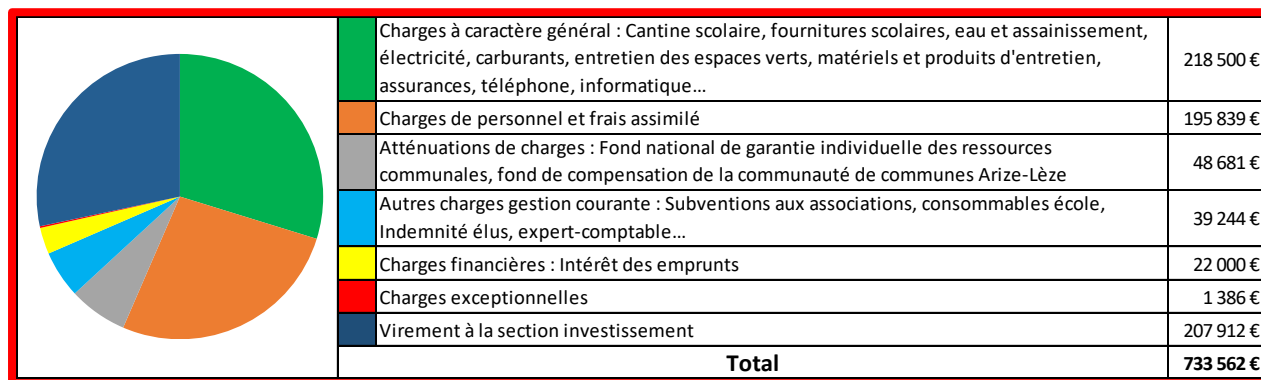 Charges à caractère général : Cantine scolaire, fournitures scolaires, eau et assainissement,
électricité, carburants, entretien des espaces verts, matériels et produits d'entretien,
assurances, téléphone, informatique...
218 500 €
Charges de personnel et frais assimilé
195 839 €
Atténuations de charges : Fond national de garantie individuelle des ressources
communales, fond de compensation de la communauté de communes Arize-Lèze
48 681 €
Autres charges gestion courante : Subventions aux associations, consommables école,
Indemnité élus, expert-comptable...
39 244 €
Charges financières : Intérêt des emprunts
22 000 €
Charges exceptionnelles
1 386 €
Virement à la section investissement
207 912 €
Total
733 562 €